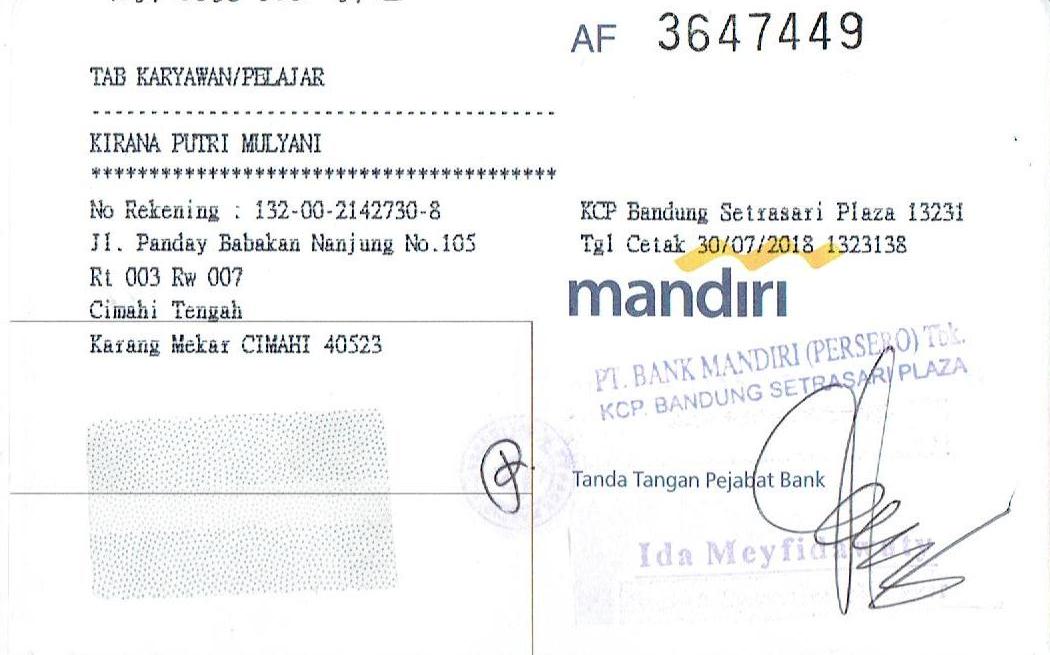 AF 3647449
TAB KARYAWAN/PELAJAR
---------------------------------------
KIRANA PUTRI MULYANI
****************************************
No Rekening : 132-00-2142730-8
Jl. Panday Babakan Nanjung No.105
Rt 003 Rw 007
Cimahi Tengah
Karang Mekar CIMAHI 40523
KCP Bandung Setrasari Plaza 13231
Tgl Cetak 30/07/2018 1323138
mandiri
PT. BANK MANDIRI (PERSERO) Tbk.
KCP. BANDUNG SETRASARI PLAZA
Tanda Tangan Pejabat Bank
Ida Meyfidawaty